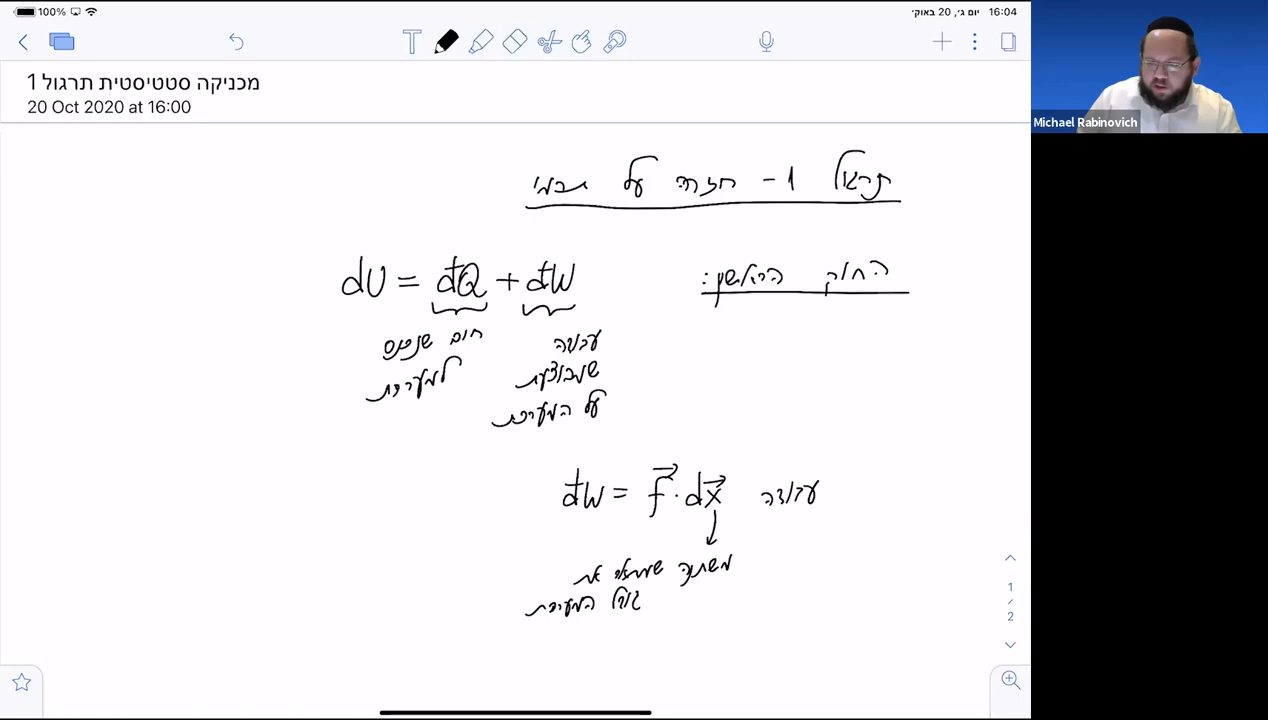 100%
16:04 יום ג׳, 20 באוק׳
מכניקה סטטיסטית תרגול 1
20 Oct 2020 at 16:00
Michael Rabinovich
תרגול 1 - חזרה על תרמו׳
החוק הראשון:
dU = đQ + đW
חום שנכנס
למערכת
עבודה
שמבוצעת
על המערכת
עבודה đW = f⃗ · dx⃗
משתנה שמתאר את
גודל המערכת
1
2